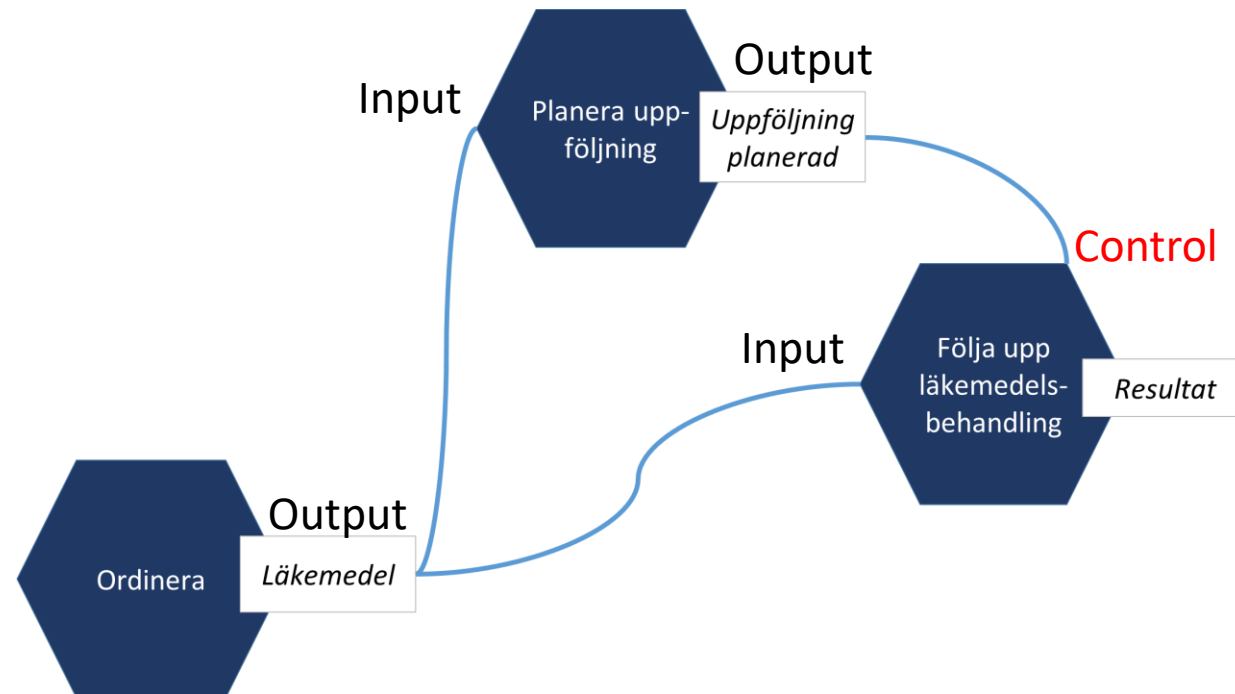 Input
Planera upp-
följning
Output
Uppföljning
planerad
Control
Input
Följa upp
läkemedels-
behandling
Resultat
Ordinera
Output
Läkemedel